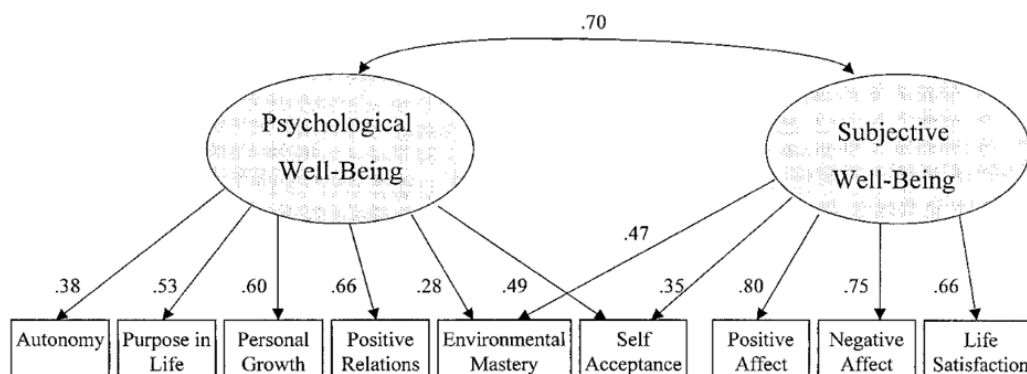 .70
Psychological
Well-Being
Subjective
Well-Being
.38
.53
.60
.66
.28
.49
.47
.35
.80
.75
.66
Autonomy
Purpose in
Life
Personal
Growth
Positive
Relations
Environmental
Mastery
Self
Acceptance
Positive
Affect
Negative
Affect
Life
Satisfaction